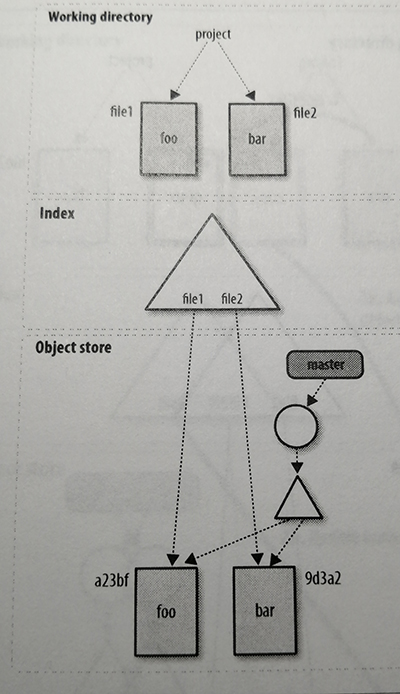 Working directory
project
file1
foo
bar
file2
Index
file1 file2
Object store
master
a23bf
foo
bar
9d3a2